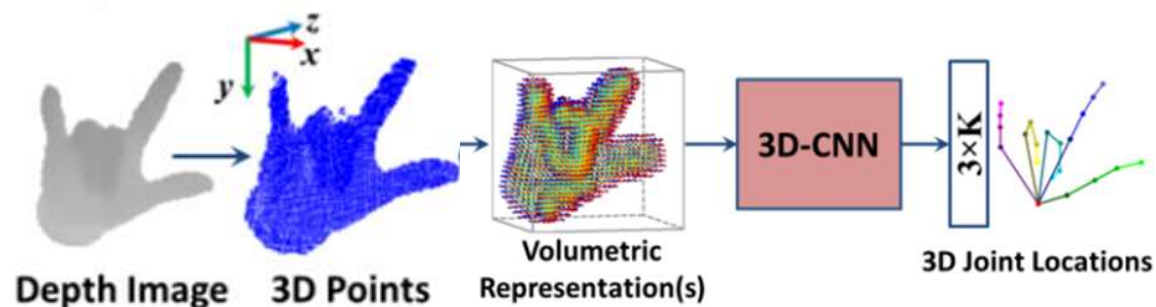 z
x
y
Depth Image
3D Points
Volumetric
Representation(s)
3D-CNN
3×K
3D Joint Locations